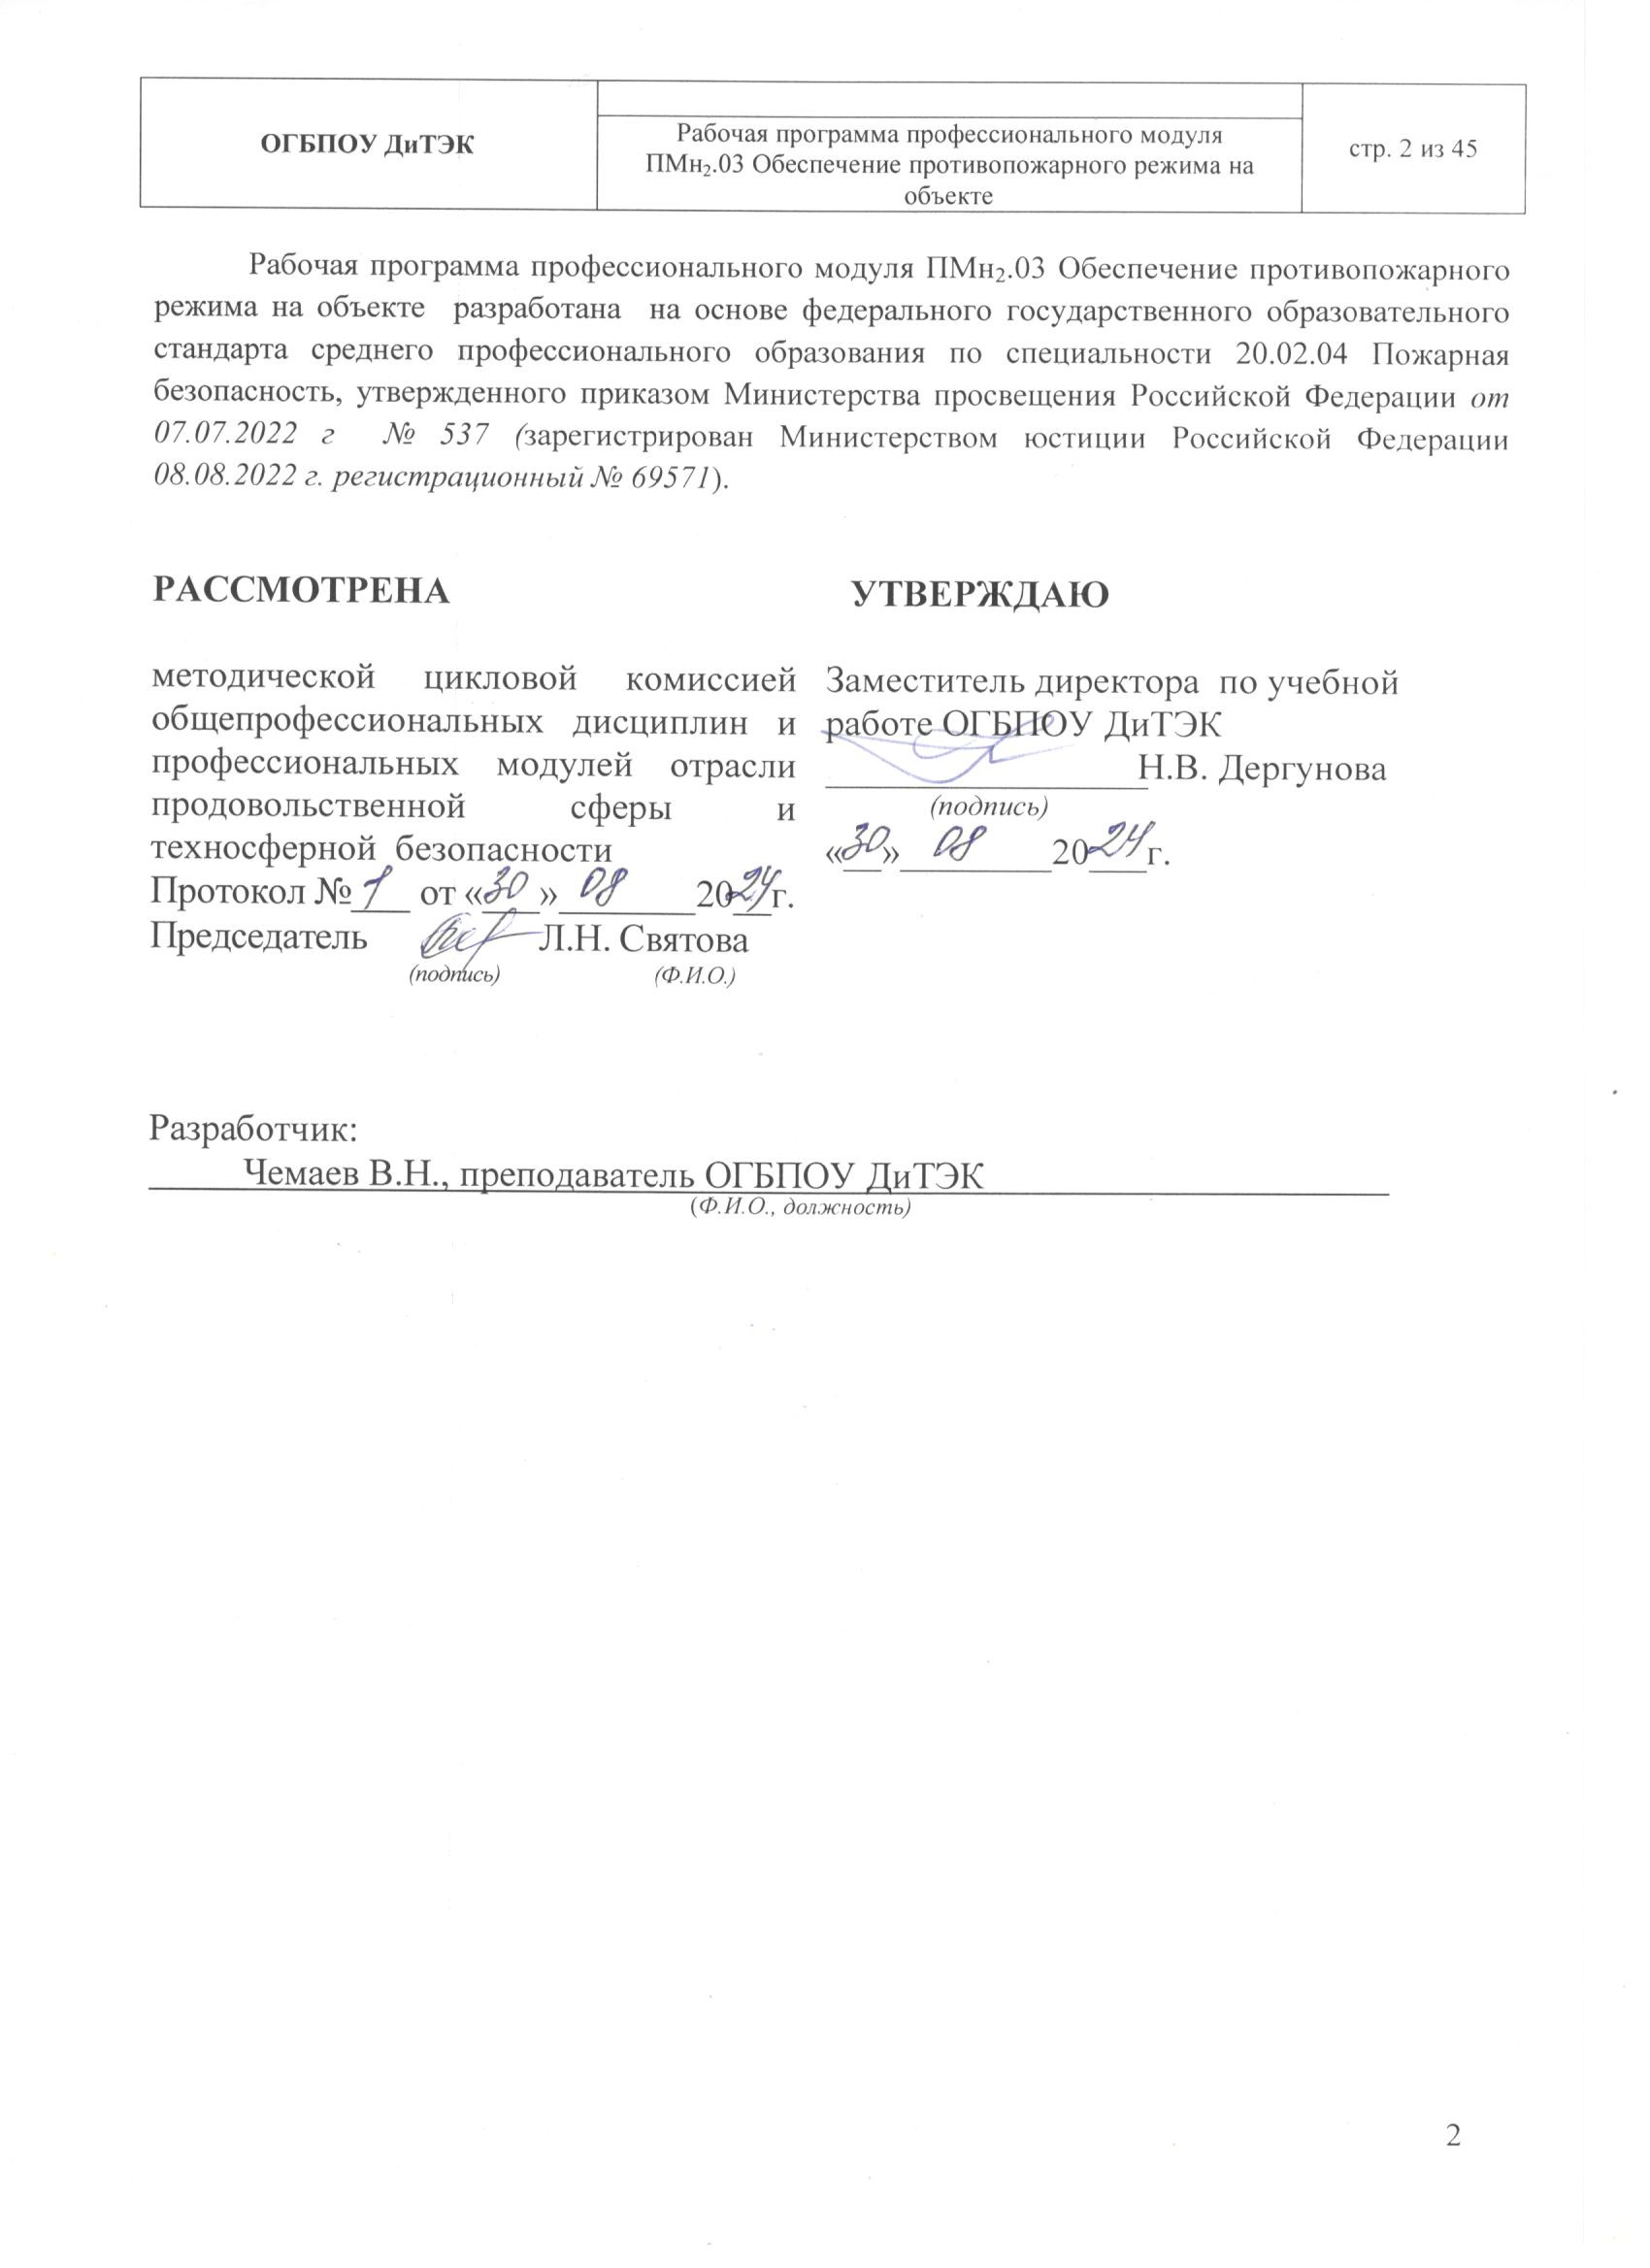 ОГБПОУ ДиТЭК
Рабочая программа профессионального модуля
ПМн₂.03 Обеспечение противопожарного режима на
объекте
стр. 2 из 45
Рабочая программа профессионального модуля ПМн₂.03 Обеспечение противопожарного
режима на объекте разработана на основе федерального государственного образовательного
стандарта среднего профессионального образования по специальности 20.02.04 Пожарная
безопасность, утвержденного приказом Министерства просвещения Российской Федерации от
07.07.2022 г № 537 (зарегистрирован Министерством юстиции Российской Федерации
08.08.2022 г. регистрационный № 69571).
РАССМОТРЕНА
методической цикловой комиссией
общепрофессиональных дисциплин и
профессиональных модулей отрасли
продовольственной сферы и
техносферной безопасности
Протокол № 1 от «30» 08 2024г.
Председатель Л.Н. Святова
(подпись) (Ф.И.О.)
УТВЕРЖДАЮ
Заместитель директора по учебной
работе ОГБПОУ ДиТЭК
Н.В. Дергунова
(подпись)
«30» 08 2024г.
Разработчик:
Чемаев В.Н., преподаватель ОГБПОУ ДиТЭК
(Ф.И.О., должность)
2